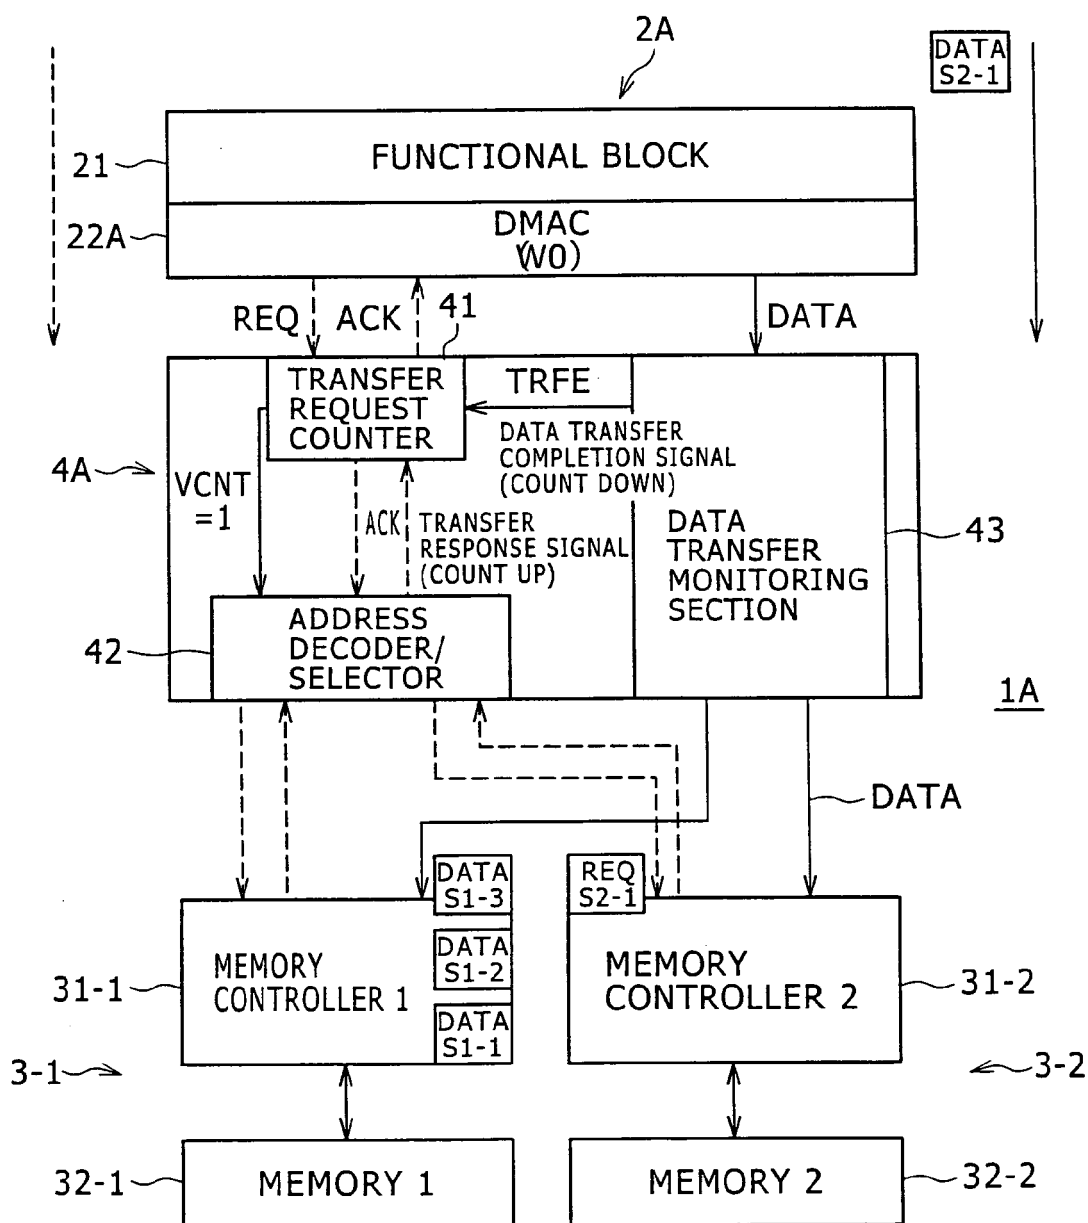 2A
DATA
S2-1
21
FUNCTIONAL BLOCK
22A
DMAC
(W0)
REQ
ACK
41
DATA
TRANSFER
REQUEST
COUNTER
TRFE
DATA TRANSFER
COMPLETION SIGNAL
(COUNT DOWN)
4A
VCNT
=1
ACK
TRANSFER
RESPONSE SIGNAL
(COUNT UP)
DATA
TRANSFER
MONITORING
SECTION
43
42
ADDRESS
DECODER/
SELECTOR
1A
DATA
DATA
S1-3
REQ
S2-1
31-1
MEMORY
CONTROLLER 1
DATA
S1-2
DATA
S1-1
MEMORY
CONTROLLER 2
31-2
3-1
3-2
32-1
MEMORY 1
MEMORY 2
32-2